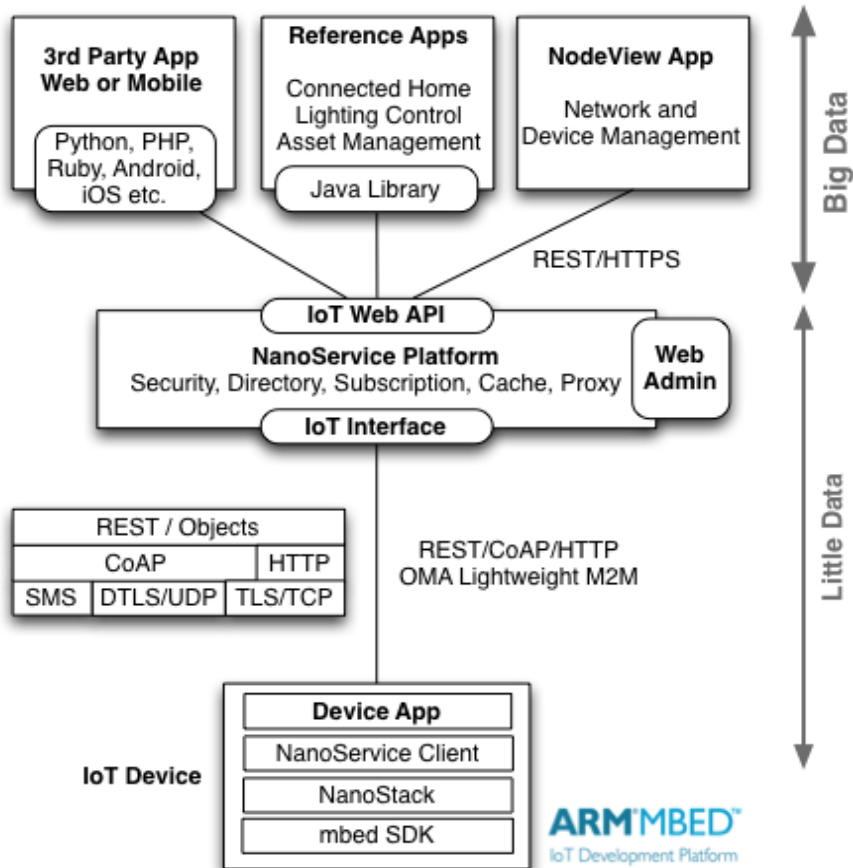 3rd Party App
Web or Mobile
Python, PHP,
Ruby, Android,
iOS etc.
Reference Apps
Connected Home
Lighting Control
Asset Management
Java Library
NodeView App
Network and
Device Management
Big Data
REST/HTTPS
IoT Web API
NanoService Platform
Security, Directory, Subscription, Cache, Proxy
IoT Interface
Web
Admin
Little Data
REST / Objects
CoAP HTTP
SMS DTLS/UDP TLS/TCP
REST/CoAP/HTTP
OMA Lightweight M2M
IoT Device
Device App
NanoService Client
NanoStack
mbed SDK
ARM®MBED™
IoT Development Platform